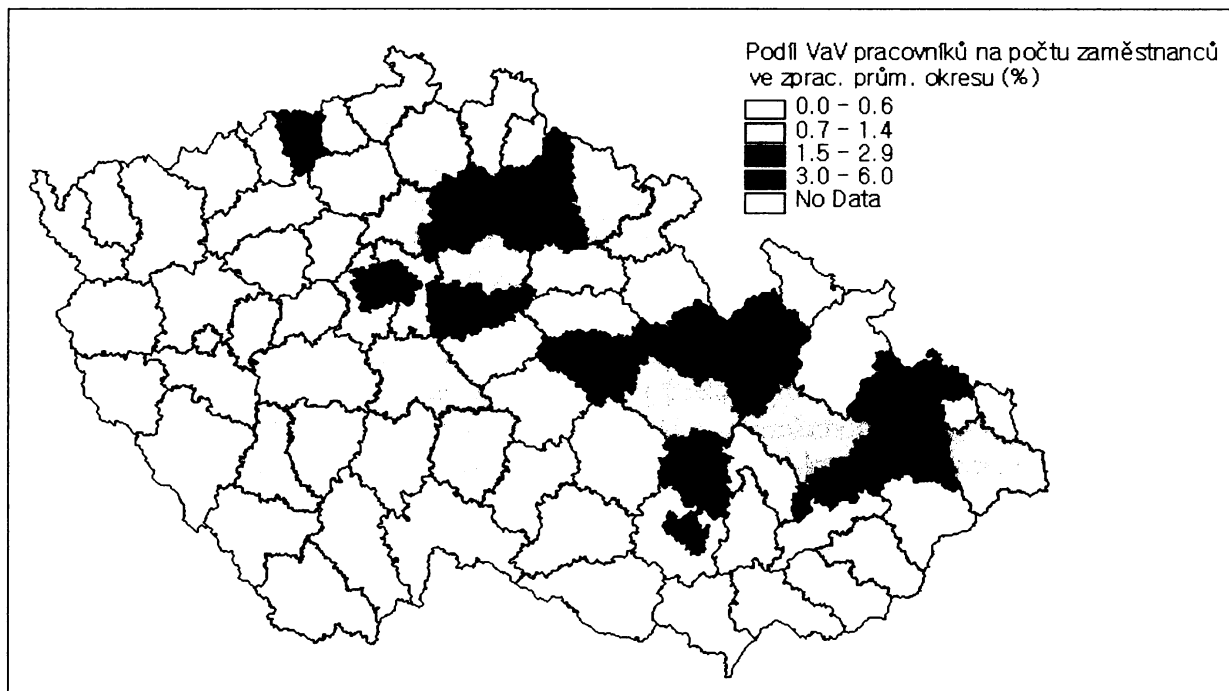 Podíl VaV pracovníků na počtu zaměstnanců
ve zprac. prům. okresu (%)
0.0 - 0.6
0.7 - 1.4
1.5 - 2.9
3.0 - 6.0
No Data